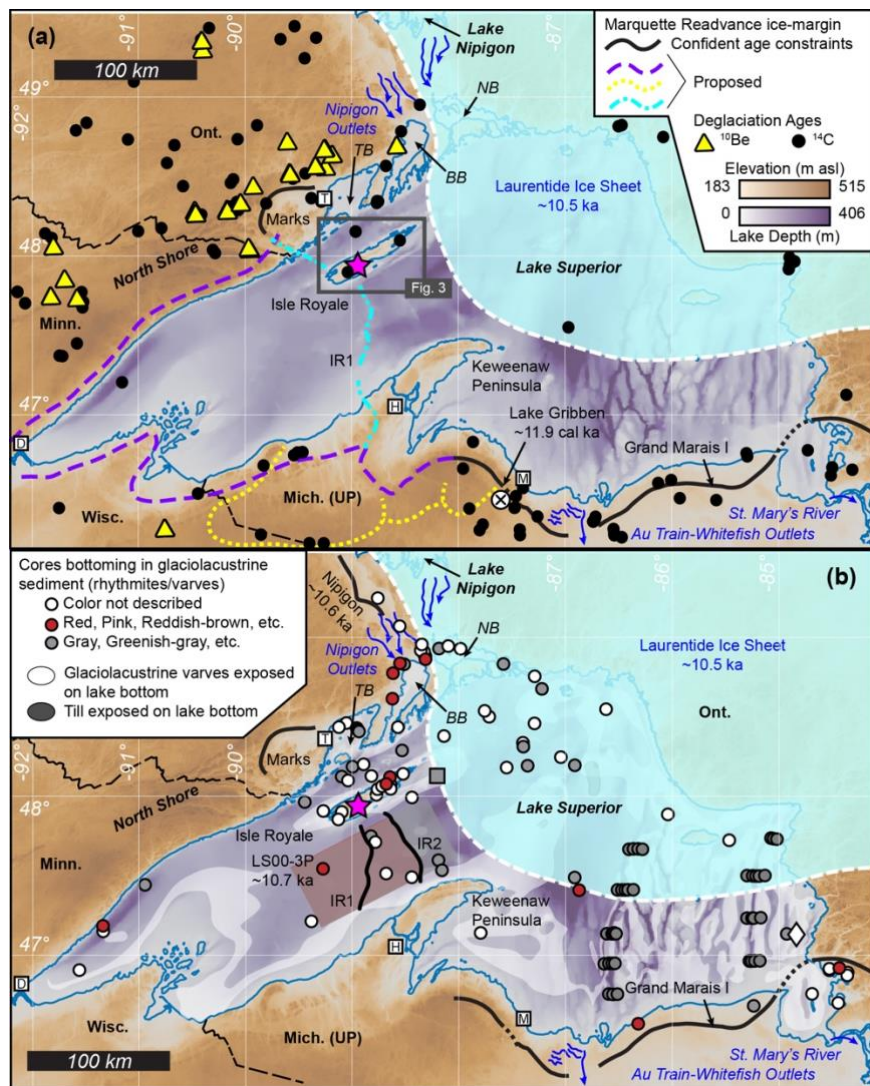 (a)
-91
-90
Lake
Nipigon
-87
Marquette Readvance ice-margin
Confident age constraints
Proposed
Deglaciation Ages
10Be
14C
Elevation (m asl)
183
515
0
406
Lake Depth (m)
100 km
49°
-92
Ont.
Nipigon
Outlets
TB
NB
BB
Laurentide Ice Sheet
~10.5 ka
T
Marks
48°
North Shore
Lake Superior
Fig. 3
Isle Royale
Minn.
IR1
Keweenaw
Peninsula
47°
H
Lake Gribben
~11.9 cal ka
Grand Marais I
D
M
Mich. (UP)
Wisc.
St. Mary's River
Au Train-Whitefish Outlets
Cores bottoming in glaciolacustrine
sediment (rhythmites/varves)
Color not described
Red, Pink, Reddish-brown, etc.
Gray, Greenish-gray, etc.
Glaciolacustrine varves exposed
on lake bottom
Till exposed on lake bottom
Nipigon
~10.6 ka
Lake
Nipigon
(b)
-87
-86
-85
Nipigon
Outlets
NB
Laurentide Ice Sheet
~10.5 ka
TB
BB
Ont.
-92
-90
T
Marks
48°
North Shore
Lake Superior
Isle Royale
Minn.
LS00-3P
~10.7 ka
IR2
IR1
Keweenaw
Peninsula
47°
H
D
Grand Marais I
M
Wisc.
Mich. (UP)
100 km
St. Mary's River
Au Train-Whitefish Outlets